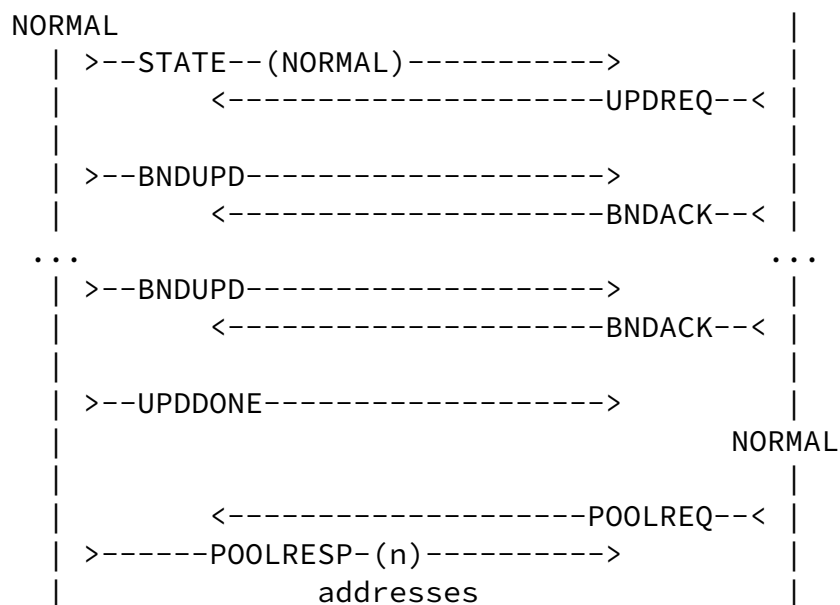 NORMAL                                    |
  | >--STATE--(NORMAL)----------->        |
  |       <---------------------UPDREQ--< |
  |                                       |
  | >--BNDUPD--------------------->       |
  |       <---------------------BNDACK--< |
 ...                                     ...
  | >--BNDUPD--------------------->       |
  |       <---------------------BNDACK--< |
  |                                       |
  | >--UPDDONE-------------------->       |
  |                                    NORMAL
  |                                       |
  |       <--------------------POOLREQ--< |
  | >------POOLRESP-(n)---------->        |
  |             addresses                 |